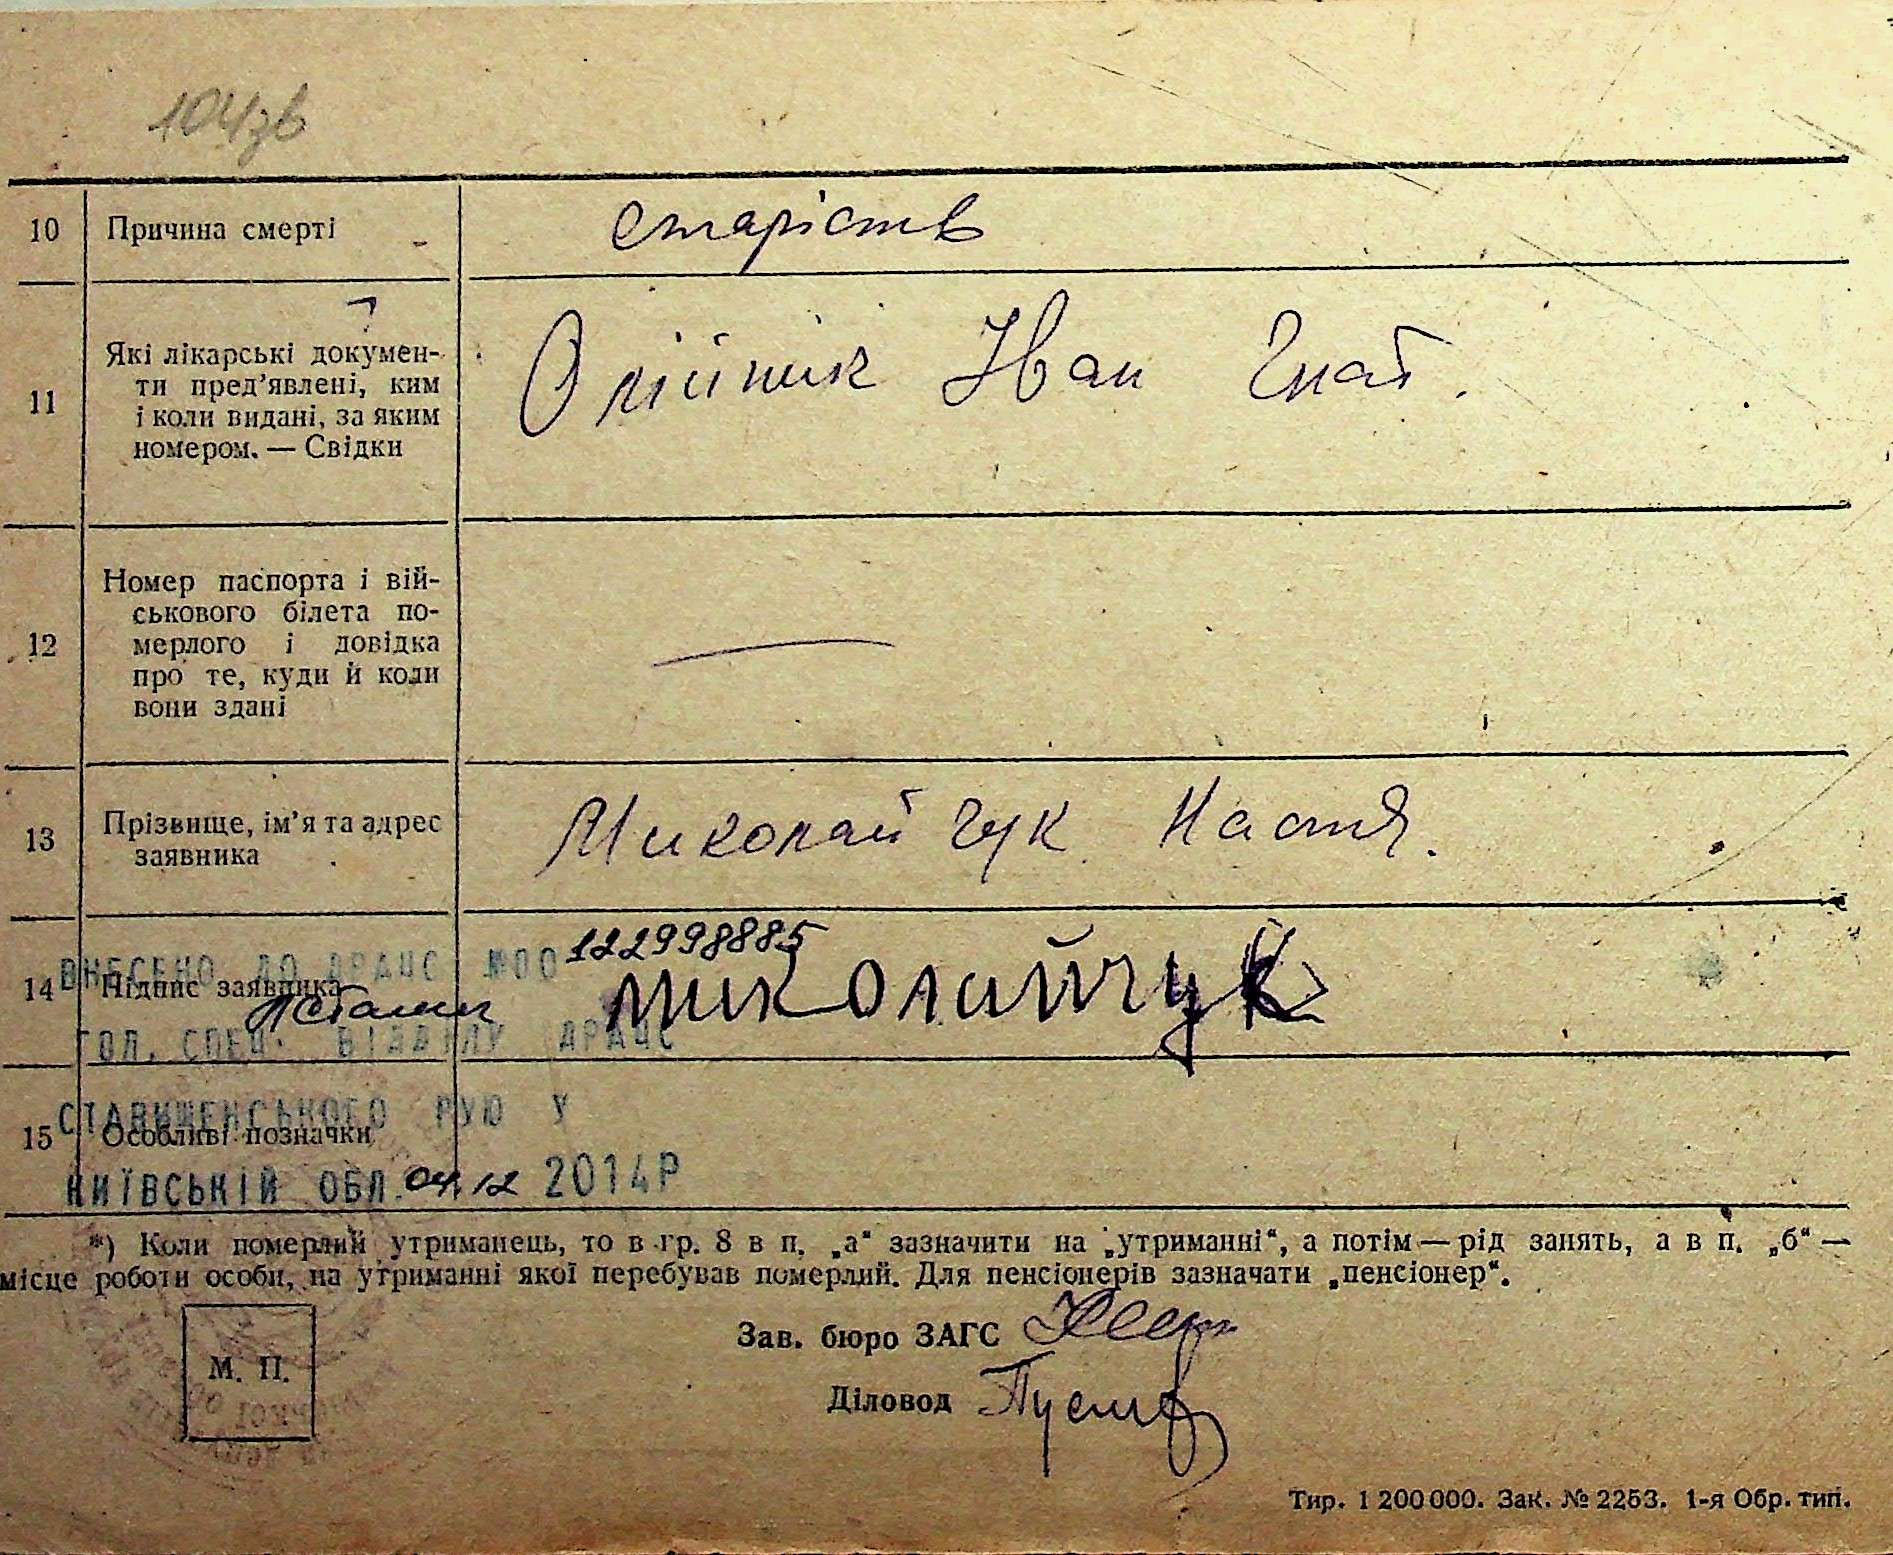 104зв
10 Причина смерті старість
11 Які лікарські докумен-
ти пред’явлені, ким
і коли видані, за яким
номером. — Свідки
Олійник Іван Гнат.
12 Номер паспорта і вій-
ськового білета по-
мерлого і довідка
про те, куди й коли
вони здані
—
13 Прізвище, ім’я та адрес
заявника
Миколайчук Настя.
ВНЕСЕНО ДО ДРАЧС №00 122998885
14 Підпис заявника Миколайчук
ГОЛ. СПЕЦ. ВІДДІЛУ ДРАЧС
СТАВИЩЕНСЬКОГО РУЮ У
15 Особливі позначки
КИЇВСЬКІЙ ОБЛ. 04.12 2014Р
*) Коли померлий утриманець, то в гр. 8 в п. „а“ зазначити на „утриманні“, а потім — рід занять, а в п. „б“ —
місце роботи особи, на утриманні якої перебував померлий. Для пенсіонерів зазначати „пенсіонер“.
Зав. бюро ЗАГС
М. П.
Діловод
Тир. 1 200 000. Зак. № 2253. 1-я Обр. тип.